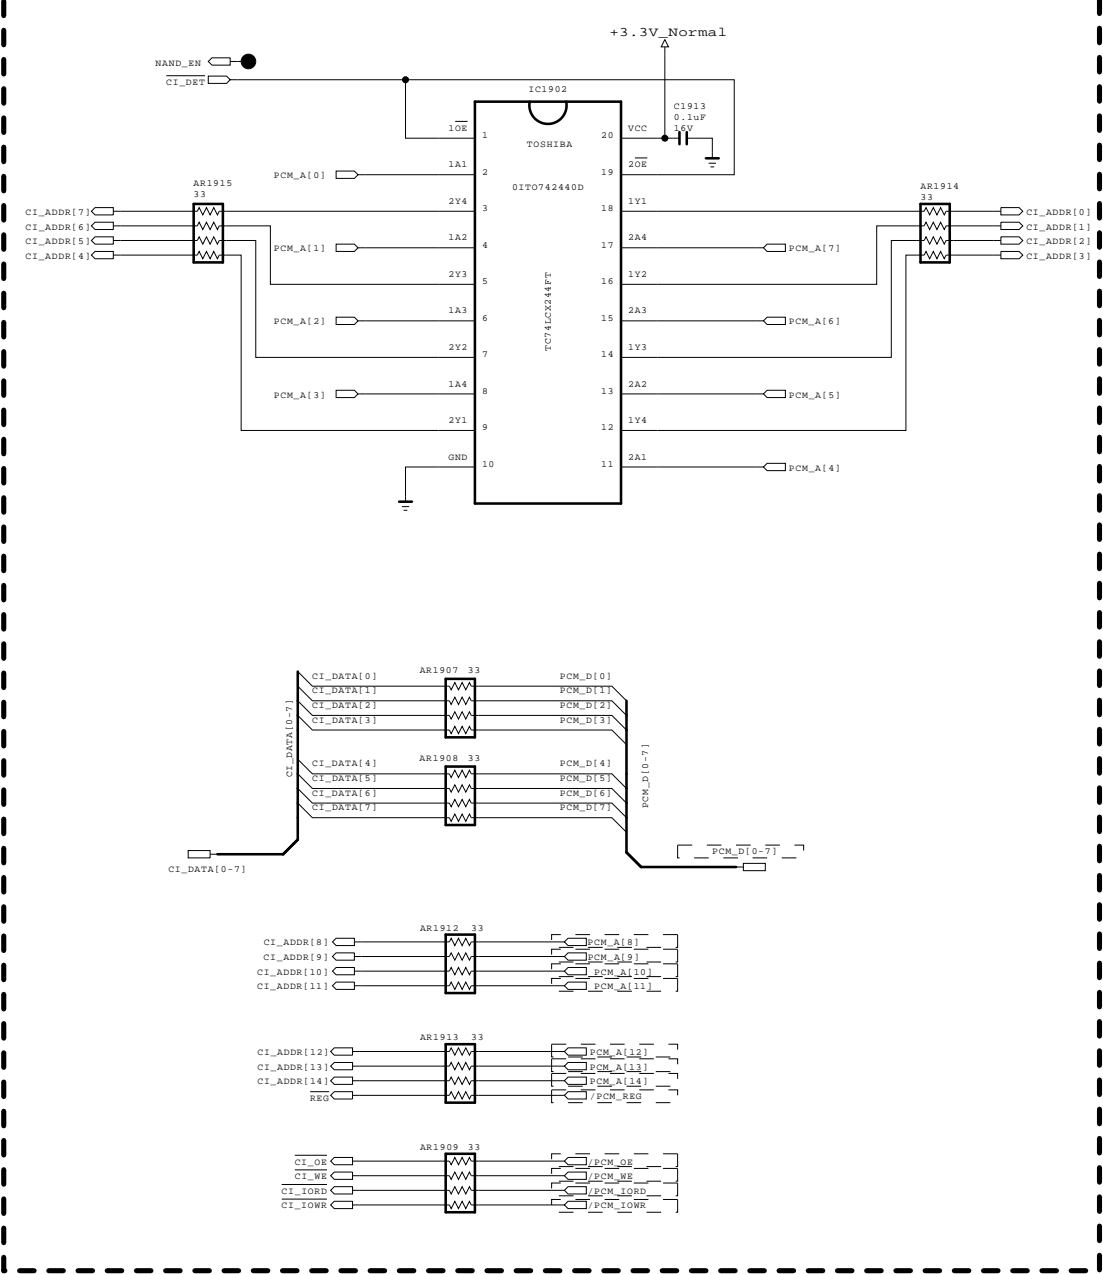 +3.3V_Normal
NAND_EN
CI_DET
IC1902
C1913
0.1uF
16V
1OE
1
20
VCC
TOSHIBA
1A1
2
19
2OE
PCM_A[0]
0ITO742440D
AR1915
33
AR1914
33
2Y4
3
18
1Y1
CI_ADDR[7]
CI_ADDR[0]
CI_ADDR[6]
CI_ADDR[1]
CI_ADDR[5]
CI_ADDR[2]
CI_ADDR[4]
CI_ADDR[3]
1A2
PCM_A[1]
4
17
2A4
PCM_A[7]
2Y3
5
16
1Y2
1A3
PCM_A[2]
6
15
2A3
PCM_A[6]
TC74LCX244FT
2Y2
7
14
1Y3
1A4
PCM_A[3]
8
13
2A2
PCM_A[5]
2Y1
9
12
1Y4
GND
10
11
2A1
PCM_A[4]
AR1907 33
CI_DATA[0]
PCM_D[0]
CI_DATA[1]
PCM_D[1]
CI_DATA[2]
PCM_D[2]
CI_DATA[3]
PCM_D[3]
CI_DATA[0-7]
PCM_D[0-7]
AR1908 33
CI_DATA[4]
PCM_D[4]
CI_DATA[5]
PCM_D[5]
CI_DATA[6]
PCM_D[6]
CI_DATA[7]
PCM_D[7]
PCM_D[0-7]
CI_DATA[0-7]
AR1912 33
CI_ADDR[8]
PCM_A[8]
CI_ADDR[9]
PCM_A[9]
CI_ADDR[10]
PCM_A[10]
CI_ADDR[11]
PCM_A[11]
AR1913 33
CI_ADDR[12]
PCM_A[12]
CI_ADDR[13]
PCM_A[13]
CI_ADDR[14]
PCM_A[14]
REG
/PCM_REG
AR1909 33
CI_OE
/PCM_OE
CI_WE
/PCM_WE
CI_IORD
/PCM_IORD
CI_IOWR
/PCM_IOWR